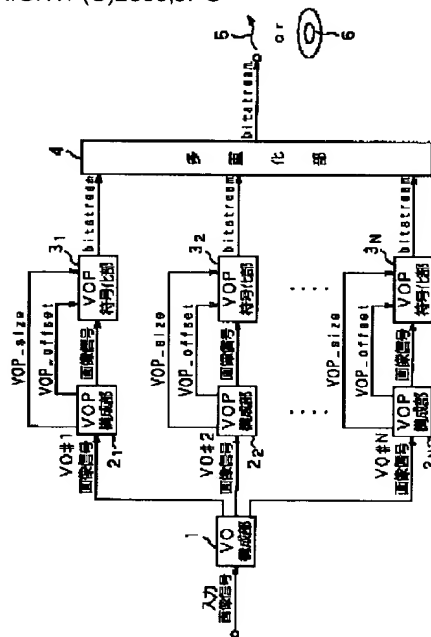 5 or 6
bitstream
4
多重化部
bitstream
bitstream
bitstream
3₁
3₂
3N
VOP 符号化部
VOP 符号化部
VOP 符号化部
VOP_size
VOP_offset
画像信号
VOP_size
VOP_offset
画像信号
VOP_size
VOP_offset
画像信号
VOP 構成部
VOP 構成部
VOP 構成部
2₁
2₂
VO#1
画像信号
VO#2
画像信号
VO#N
画像信号
1
VO 構成部
入力
画像信号